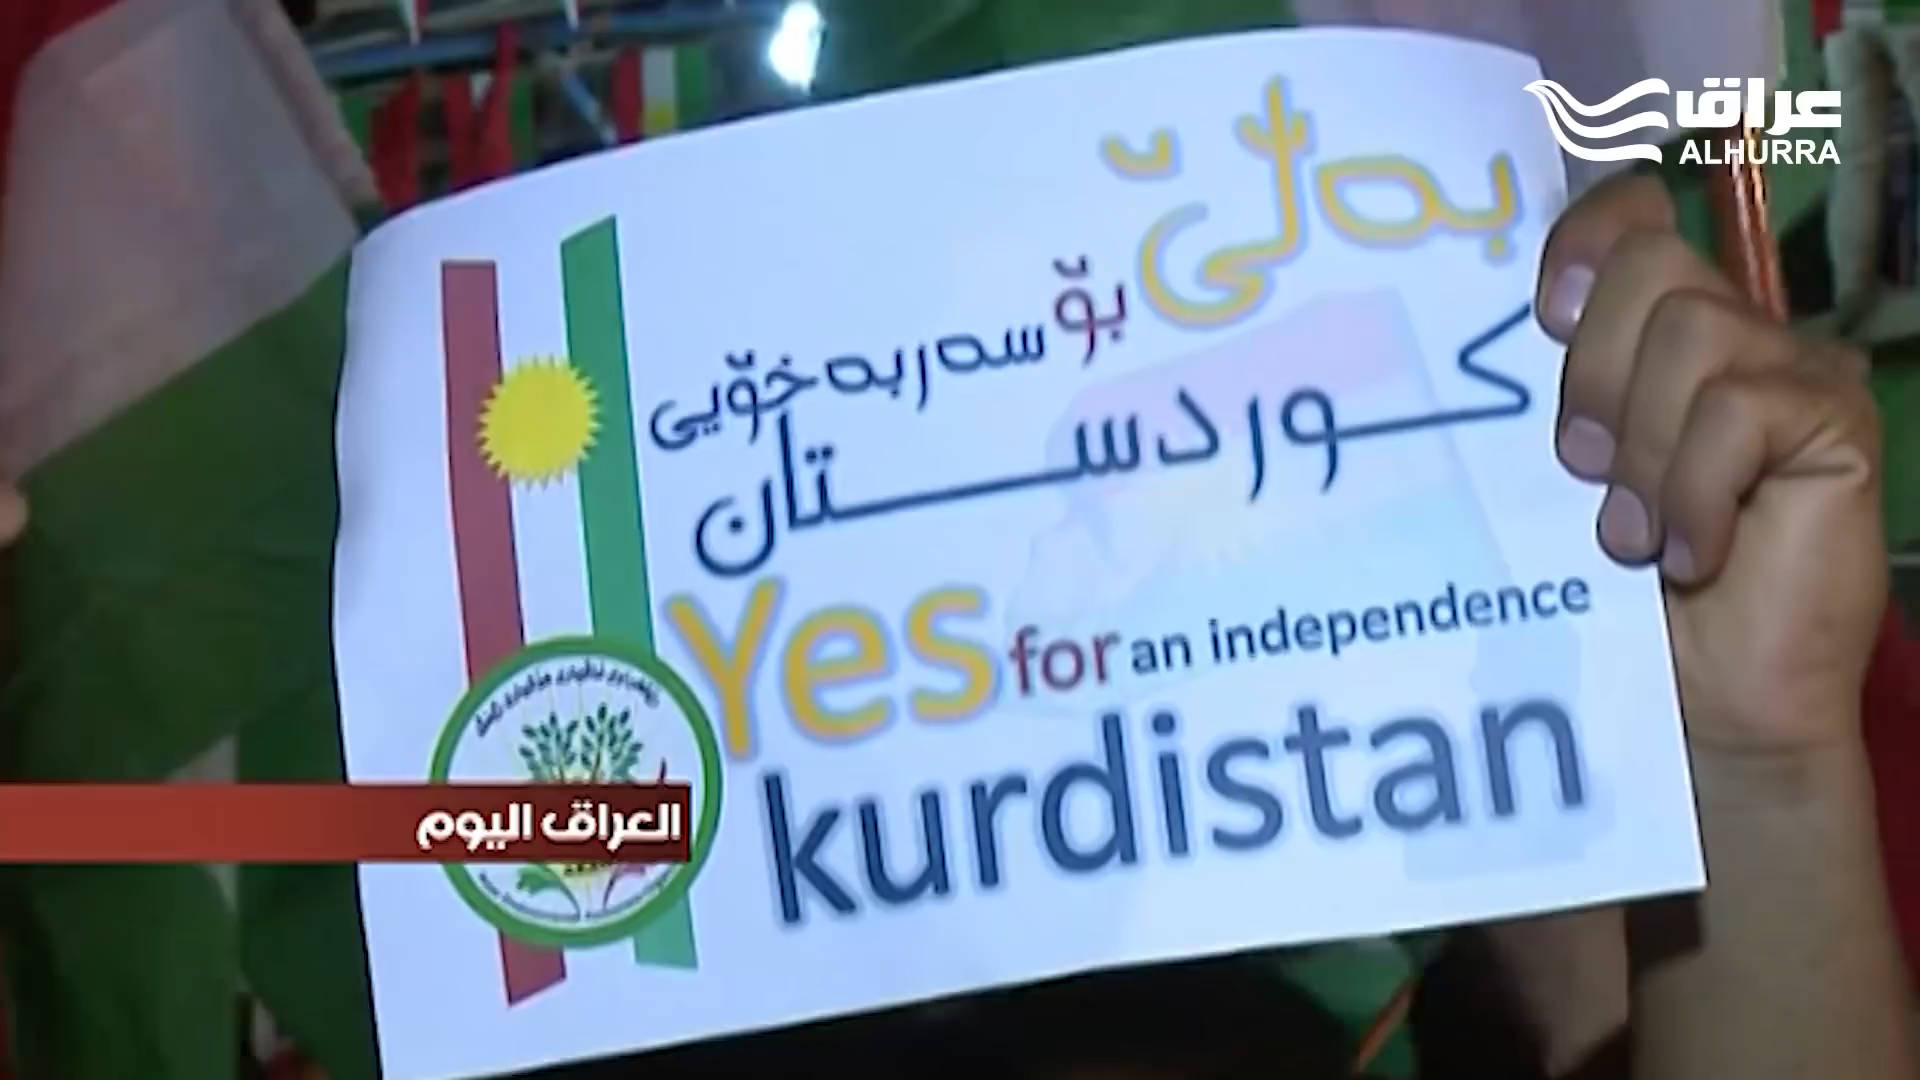 عراق
ALHURRA
بەڵێ بۆ سەربەخۆیی
کوردستان
Yes for an independence
kurdistan
العراق اليوم